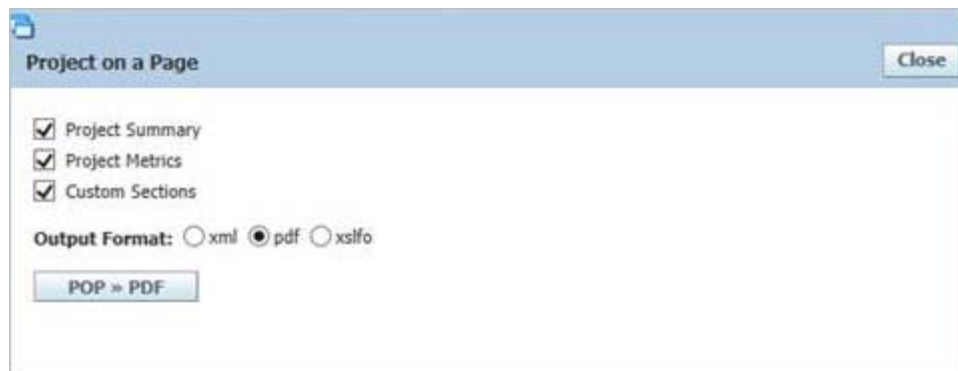 Project on a Page
Close
Project Summary
Project Metrics
Custom Sections
Output Format: xml pdf xslfo
POP » PDF